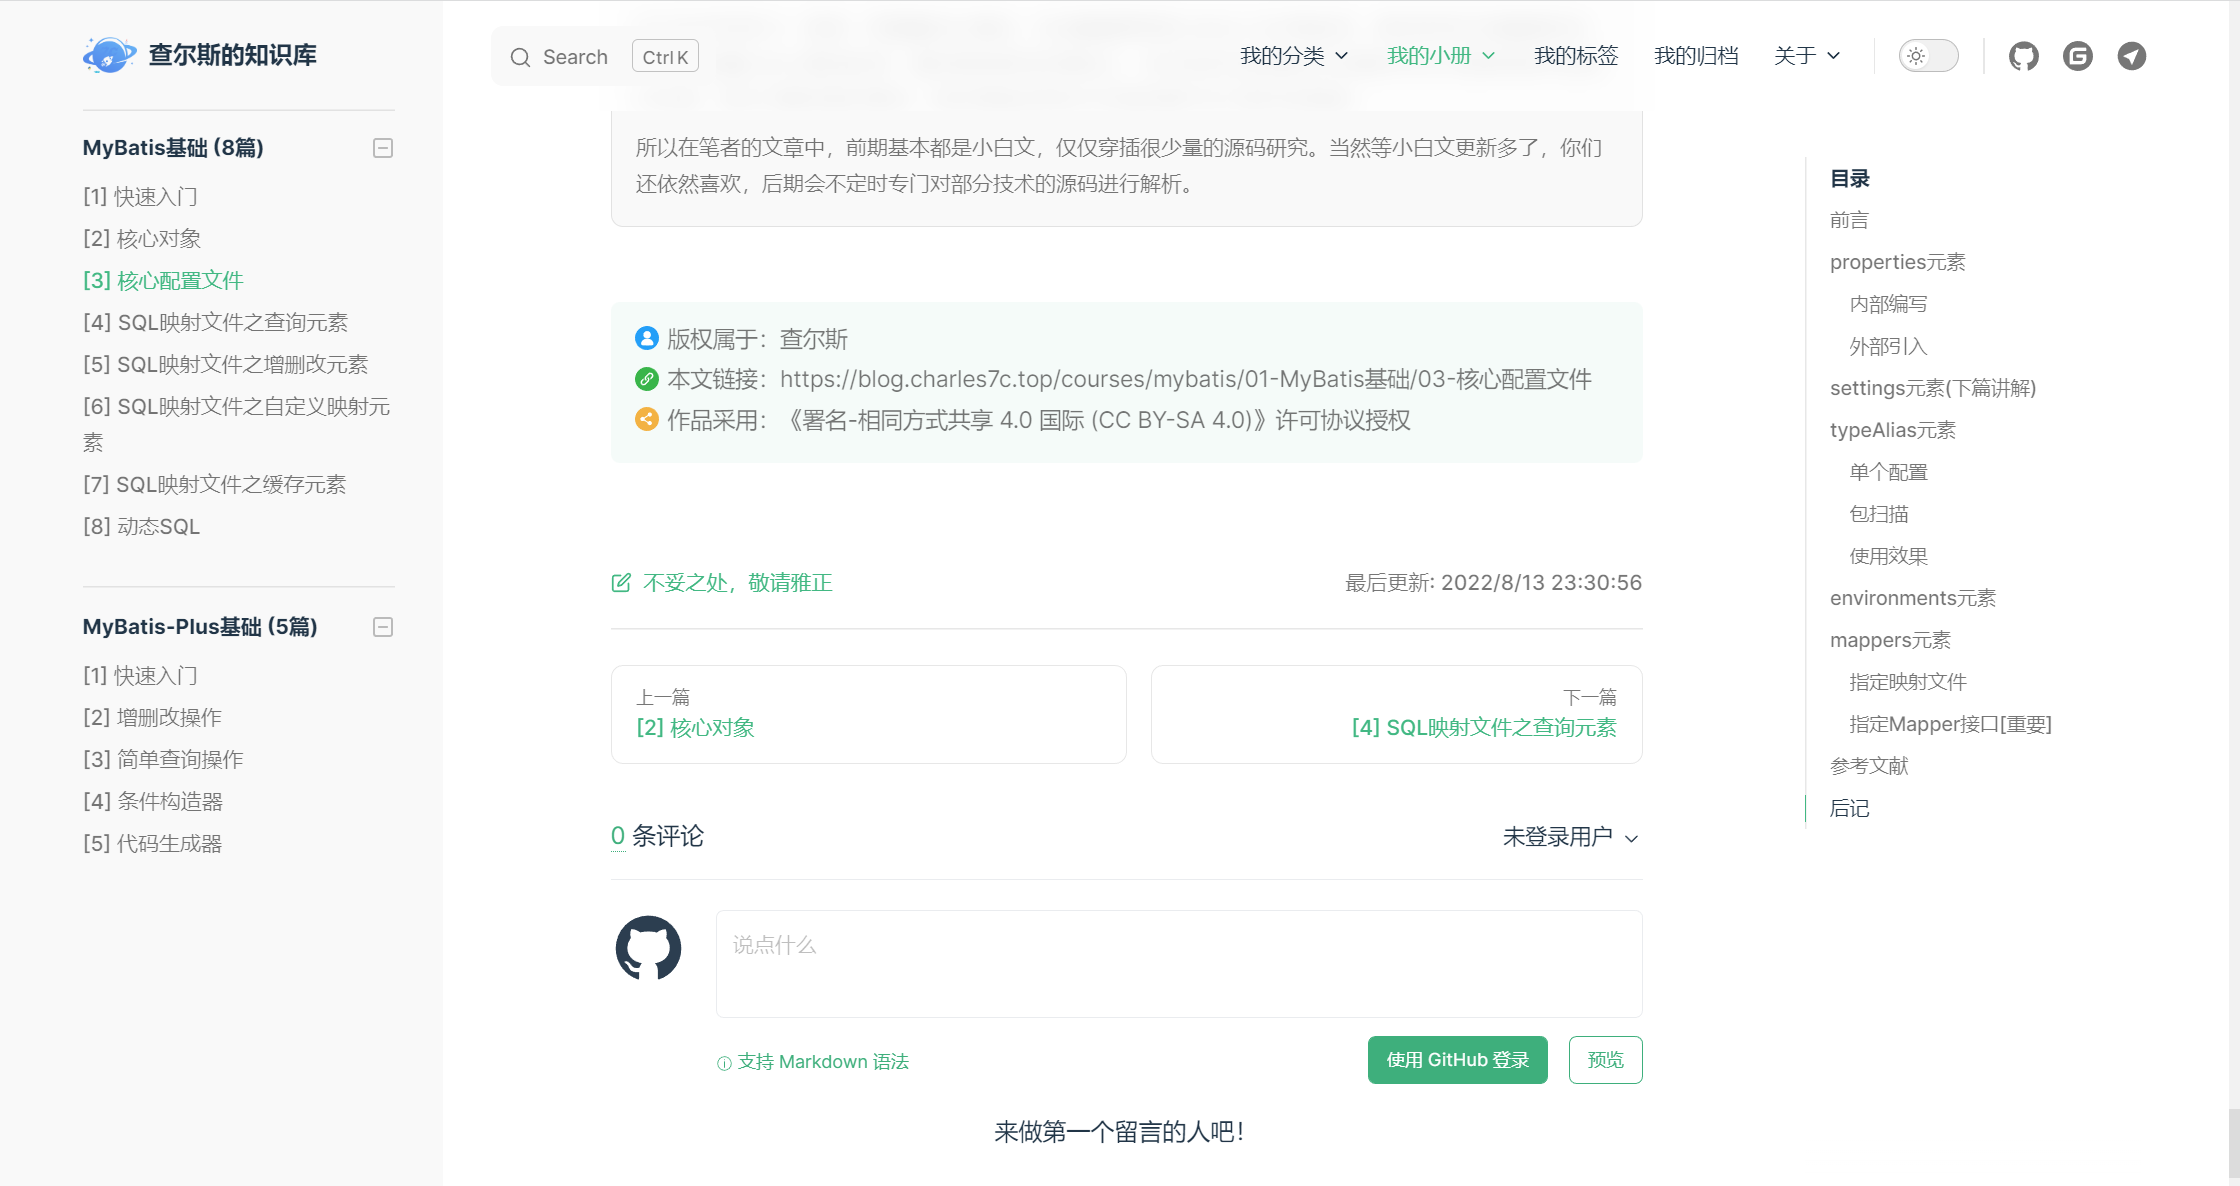 查尔斯的知识库
Search Ctrl K
我的分类 我的小册 我的标签 我的归档 关于
MyBatis基础 (8篇)
[1] 快速入门
[2] 核心对象
[3] 核心配置文件
[4] SQL映射文件之查询元素
[5] SQL映射文件之增删改元素
[6] SQL映射文件之自定义映射元
素
[7] SQL映射文件之缓存元素
[8] 动态SQL
MyBatis-Plus基础 (5篇)
[1] 快速入门
[2] 增删改操作
[3] 简单查询操作
[4] 条件构造器
[5] 代码生成器
所以在笔者的文章中，前期基本都是小白文，仅仅穿插很少量的源码研究。当然等小白文更新多了，你们
还依然喜欢，后期会不定时专门对部分技术的源码进行解析。
版权属于：查尔斯
本文链接：https://blog.charles7c.top/courses/mybatis/01-MyBatis基础/03-核心配置文件
作品采用：《署名-相同方式共享 4.0 国际 (CC BY-SA 4.0)》许可协议授权
不妥之处，敬请雅正
最后更新: 2022/8/13 23:30:56
上一篇
[2] 核心对象
下一篇
[4] SQL映射文件之查询元素
0 条评论
未登录用户
说点什么
支持 Markdown 语法
使用 GitHub 登录
预览
来做第一个留言的人吧！
目录
前言
properties元素
内部编写
外部引入
settings元素(下篇讲解)
typeAlias元素
单个配置
包扫描
使用效果
environments元素
mappers元素
指定映射文件
指定Mapper接口[重要]
参考文献
后记